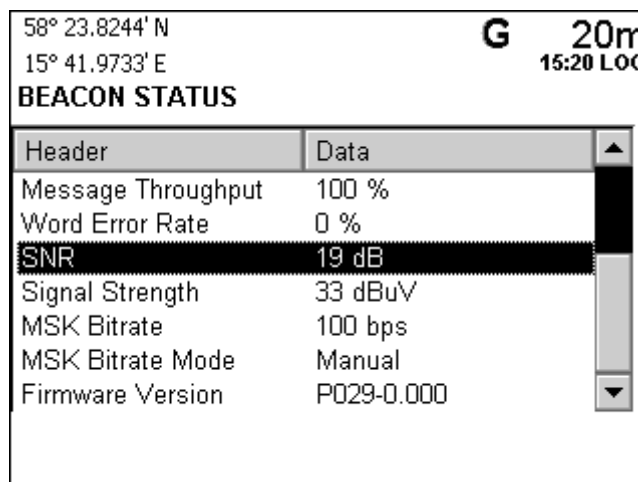 58° 23.8244' N
G
15° 41.9733' E
15:20
BEACON STATUS
Header Data
Message Throughput 100 %
Word Error Rate 0 %
SNR 19 dB
Signal Strength 33 dBuV
MSK Bitrate 100 bps
MSK Bitrate Mode Manual
Firmware Version P029-0.000